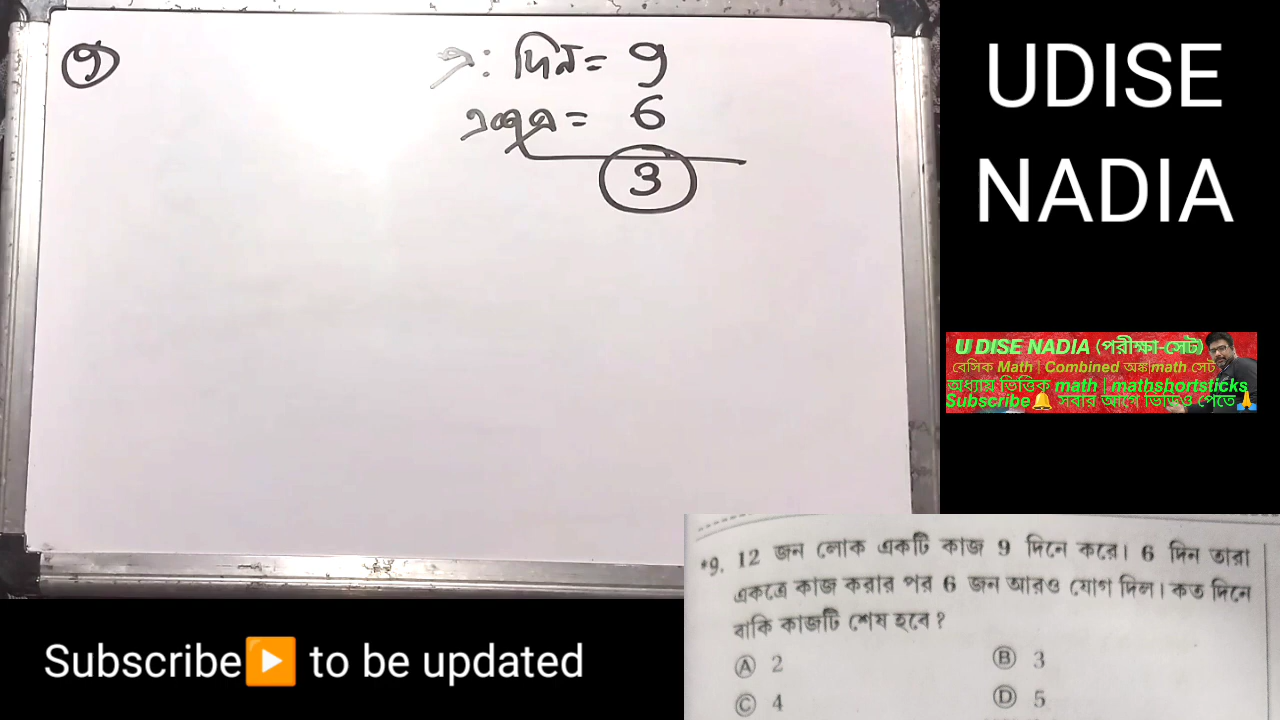 9
প্র: দিন = 9
একত্রে = 6
3
UDISE
NADIA
U DISE NADIA (পরীক্ষা-সেট)
বেসিক Math | Combined অঙ্ক | math সেট
অধ্যায় ভিত্তিক math | mathshortsticks
Subscribe🔔 সবার আগে ভিডিও পেতে🙏
*9. 12 জন লোক একটি কাজ 9 দিনে করে। 6 দিন তারা
একত্রে কাজ করার পর 6 জন আরও যোগ দিল। কত দিনে
বাকি কাজটি শেষ হবে?
Ⓐ 2 Ⓑ 3
Ⓒ 4 Ⓓ 5
Subscribe▶️ to be updated